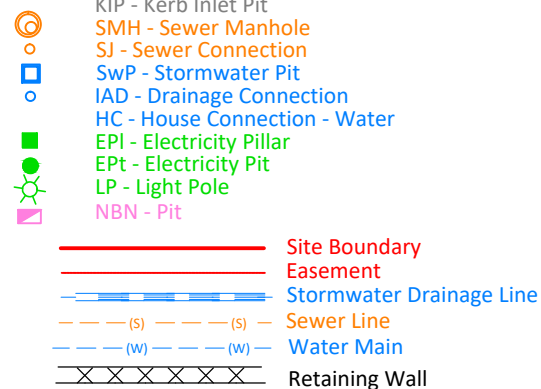 KIP - Kerb Inlet Pit
SMH - Sewer Manhole
SJ - Sewer Connection
SwP - Stormwater Pit
IAD - Drainage Connection
HC - House Connection - Water
EPl - Electricity Pillar
EPt - Electricity Pit
LP - Light Pole
NBN - Pit
Site Boundary
Easement
Stormwater Drainage Line
(S) (S) Sewer Line
(W) (W) Water Main
Retaining Wall